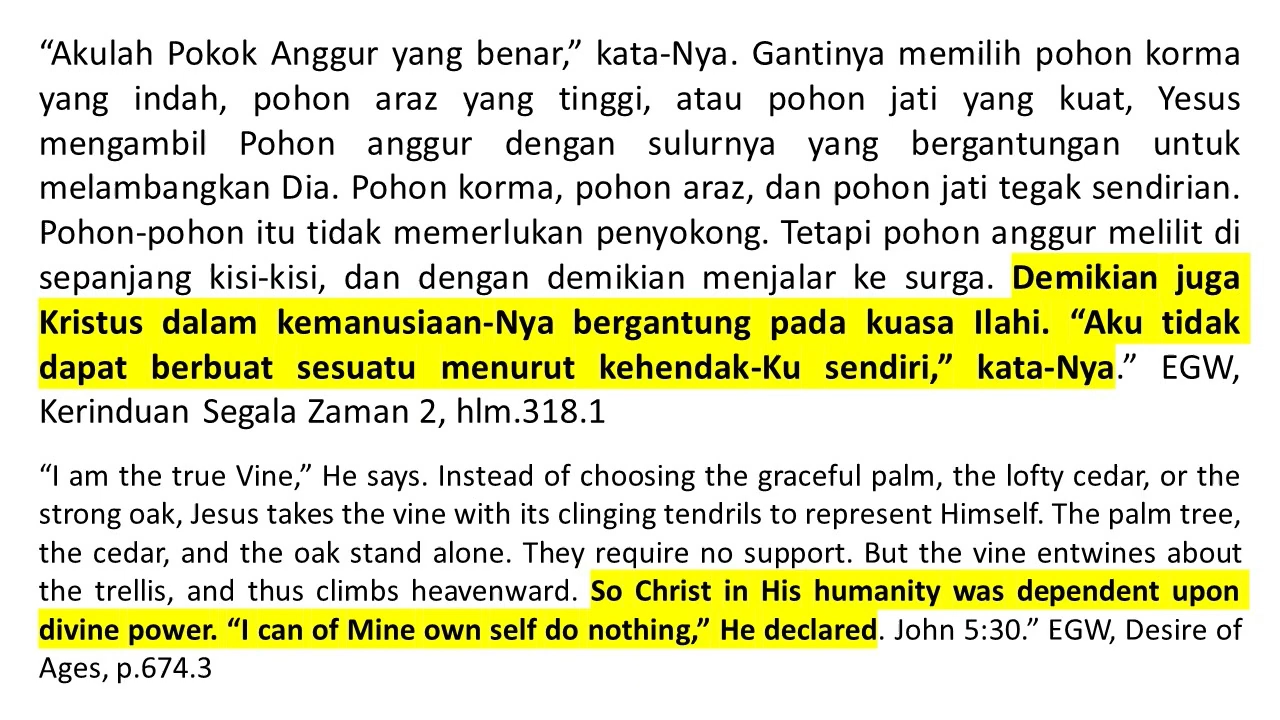 “Akulah Pokok Anggur yang benar,” kata-Nya. Gantinya memilih pohon korma
yang indah, pohon araz yang tinggi, atau pohon jati yang kuat, Yesus
mengambil Pohon anggur dengan sulurnya yang bergantungan untuk
melambangkan Dia. Pohon korma, pohon araz, dan pohon jati tegak sendirian.
Pohon-pohon itu tidak memerlukan penyokong. Tetapi pohon anggur melilit di
sepanjang kisi-kisi, dan dengan demikian menjalar ke surga. Demikian juga
Kristus dalam kemanusiaan-Nya bergantung pada kuasa Ilahi. “Aku tidak
dapat berbuat sesuatu menurut kehendak-Ku sendiri,” kata-Nya.” EGW,
Kerinduan Segala Zaman 2, hlm.318.1
“I am the true Vine,” He says. Instead of choosing the graceful palm, the lofty cedar, or the
strong oak, Jesus takes the vine with its clinging tendrils to represent Himself. The palm tree,
the cedar, and the oak stand alone. They require no support. But the vine entwines about
the trellis, and thus climbs heavenward. So Christ in His humanity was dependent upon
divine power. “I can of Mine own self do nothing,” He declared. John 5:30.” EGW, Desire of
Ages, p.674.3